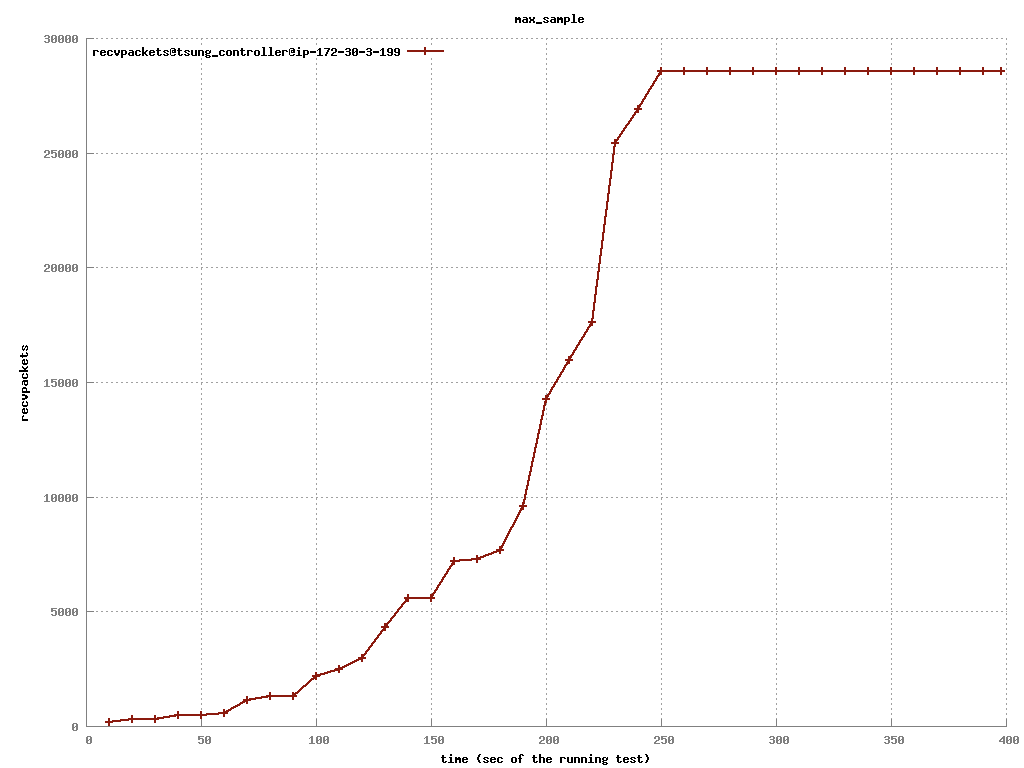 max_sample
30000
recvpackets@tsung_controller@ip-172-30-3-199
25000
20000
15000
recvpackets
10000
5000
0
0 50 100 150 200 250 300 350 400
time (sec of the running test)